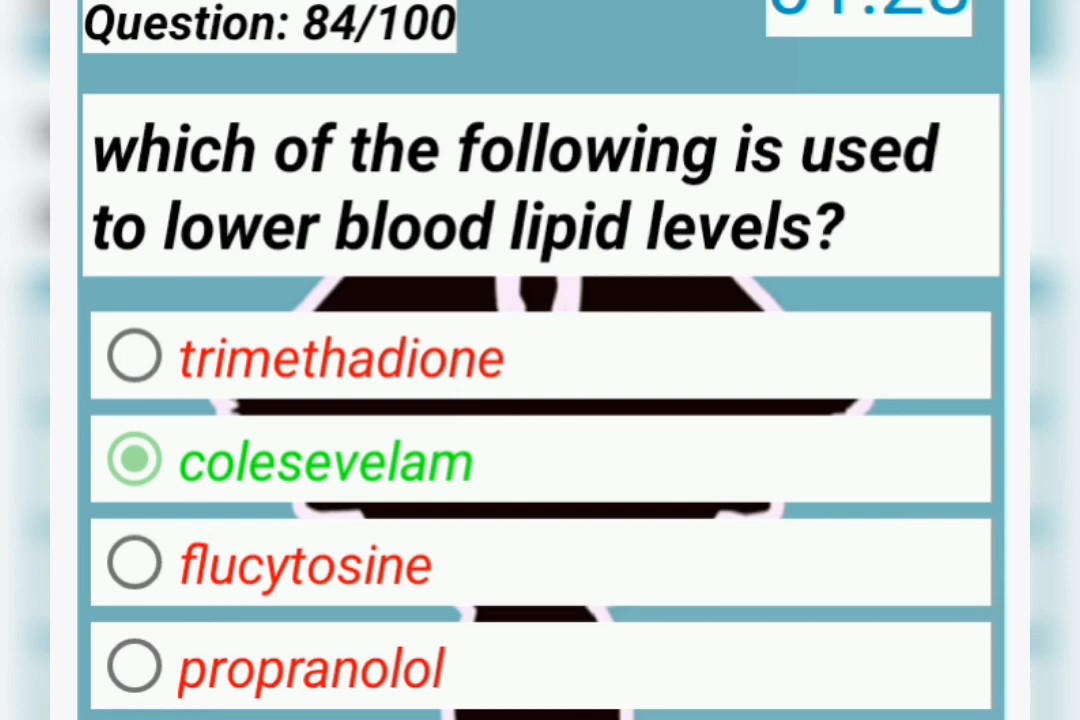 Question: 84/100
which of the following is used
to lower blood lipid levels?
trimethadione
colesevelam
flucytosine
propranolol